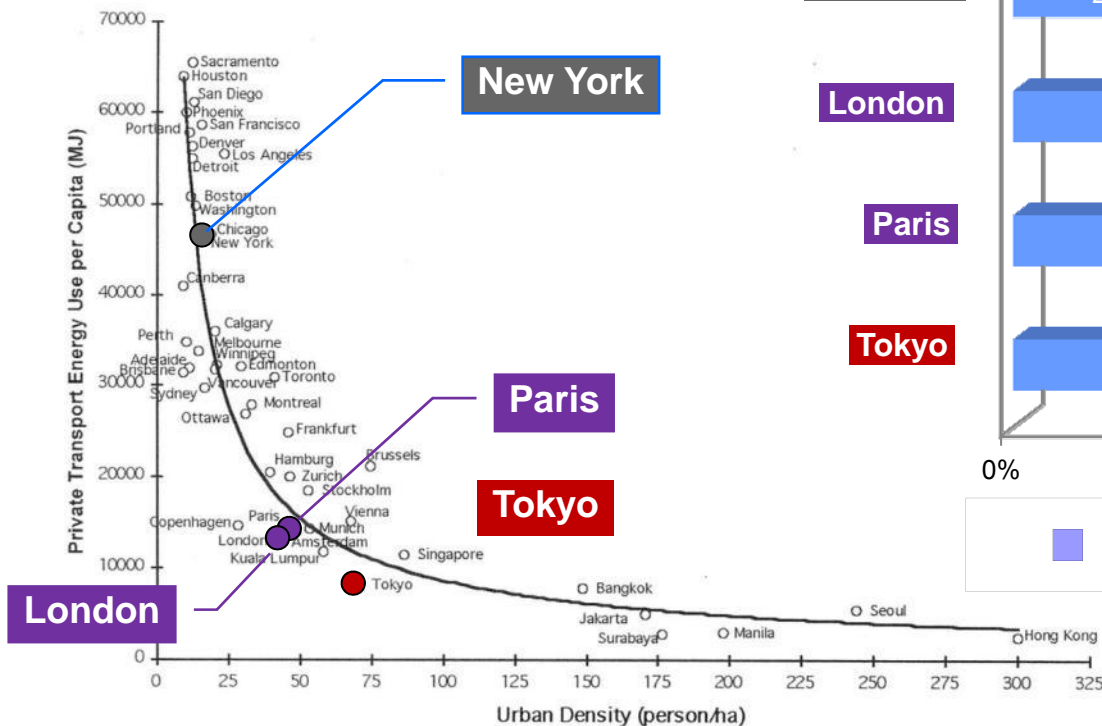 70000
60000
50000
40000
30000
20000
10000
0
Private Transport Energy Use per Capita (MJ)
Sacramento
Houston
San Diego
Phoenix
San Francisco
Portland
Denver
Los Angeles
Detroit
Boston
Washington
Chicago
New York
Canberra
Calgary
Perth
Melbourne
Winnipeg
Adelaide
Edmonton
Brisbane
Toronto
Vancouver
Sydney
Montreal
Ottawa
Frankfurt
Brussels
Hamburg
Zurich
Stockholm
Vienna
Paris
Copenhagen
Munich
London
Amsterdam
Kuala Lumpur
Singapore
Tokyo
Bangkok
Jakarta
Surabaya
Manila
Seoul
Hong Kong
New York
Paris
Tokyo
London
0 25 50 75 100 125 150 175 200 225 250 275 300 325
Urban Density (person/ha)
London
Paris
Tokyo
0%